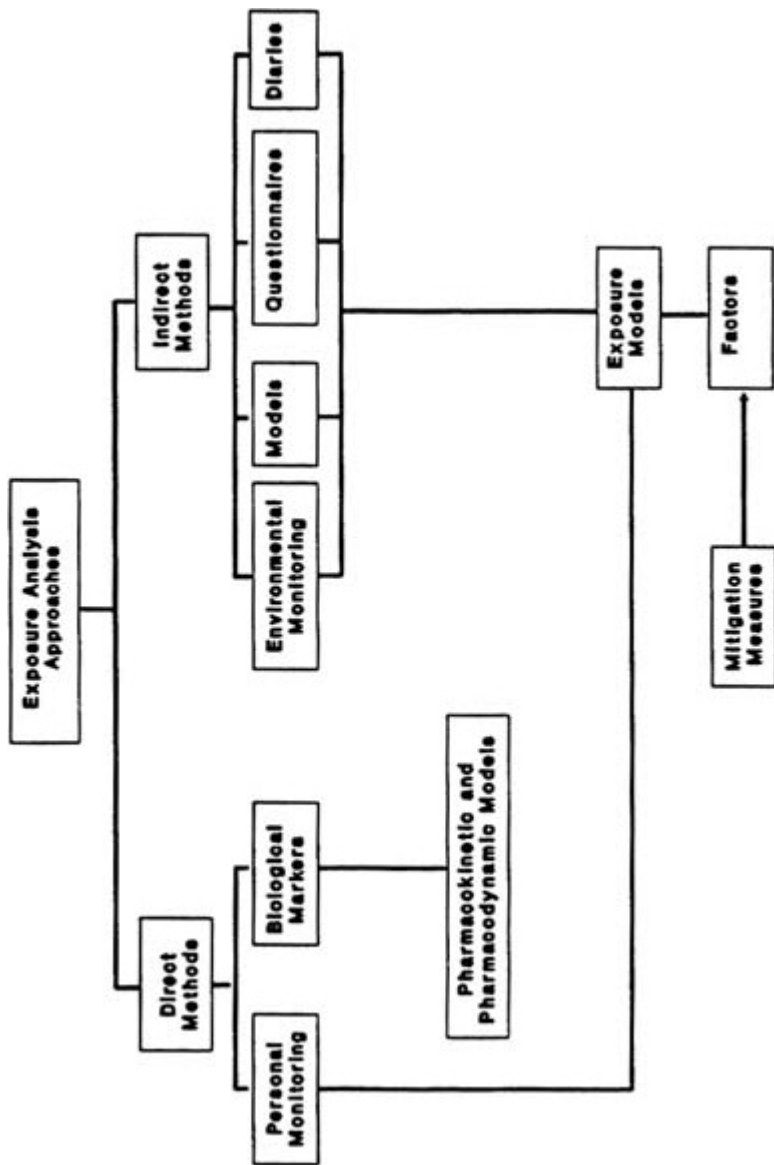 Exposure Analysis
Approaches
Direct
Methods
Indirect
Methods
Personal
Monitoring
Biological
Markers
Environmental
Monitoring
Models
Questionnaires
Diaries
Pharmacokinetic and
Pharmacodynamic Models
Exposure
Models
Mitigation
Measures
Factors